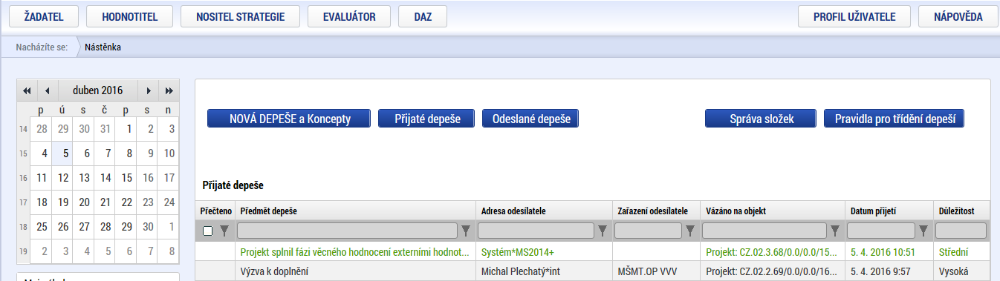 ŽADATEL HODNOTITEL NOSITEL STRATEGIE EVALUÁTOR DAZ PROFIL UŽIVATELE NÁPOVĚDA
Nacházíte se: Nástěnka
duben 2016
p ú s č p s n
14 28 29 30 31 1 2 3
15 4 5 6 7 8 9 10
16 11 12 13 14 15 16 17
17 18 19 20 21 22 23 24
18 25 26 27 28 29 30 1
19 2 3 4 5 6 7 8
NOVÁ DEPEŠE a Koncepty Přijaté depeše Odeslané depeše Správa složek Pravidla pro třídění depeší
Přijaté depeše
Přečteno Předmět depeše Adresa odesílatele Zařazení odesílatele Vázáno na objekt Datum přijetí Důležitost
Projekt splnil fázi věcného hodnocení externími hodnot... Systém*MS2014+ Projekt: CZ.02.3.68/0.0/0.0/15... 5. 4. 2016 10:51 Střední
Výzva k doplnění Michal Plechatý*int MŠMT.OP VVV Projekt: CZ.02.2.69/0.0/0.0/16... 5. 4. 2016 9:57 Vysoká